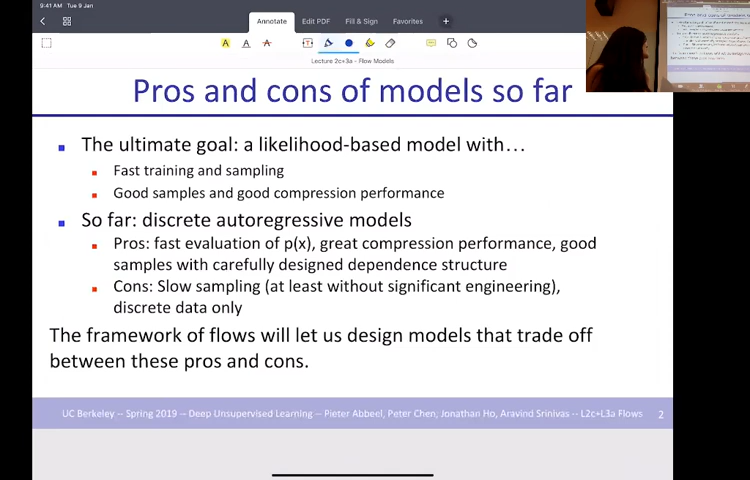 9:41 AM Tue 9 Jan
Annotate Edit PDF Fill & Sign Favorites +
A A A
Lecture 2c+3a - Flow Models
Pros and cons of models so far
The ultimate goal: a likelihood-based model with…
Fast training and sampling
Good samples and good compression performance
So far: discrete autoregressive models
Pros: fast evaluation of p(x), great compression performance, good
samples with carefully designed dependence structure
Cons: Slow sampling (at least without significant engineering),
discrete data only
The framework of flows will let us design models that trade off
between these pros and cons.
UC Berkeley -- Spring 2019 -- Deep Unsupervised Learning -- Pieter Abbeel, Peter Chen, Jonathan Ho, Aravind Srinivas -- L2c+L3a Flows 2